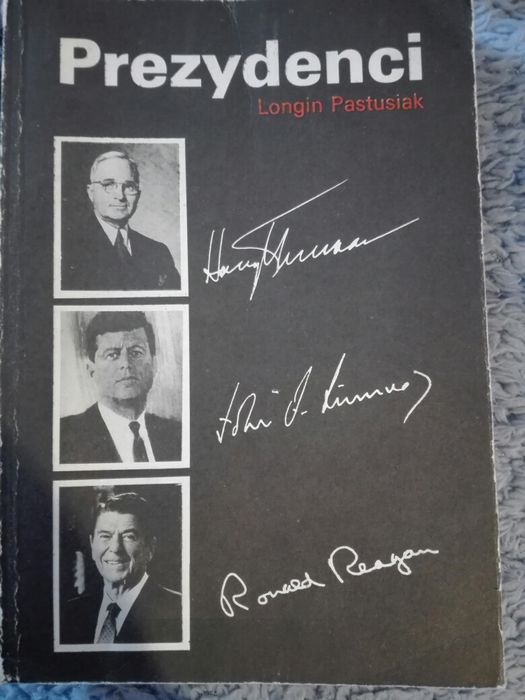 Prezydenci
Longin Pastusiak
Harry Truman
John F. Kennedy
Ronald Reagan